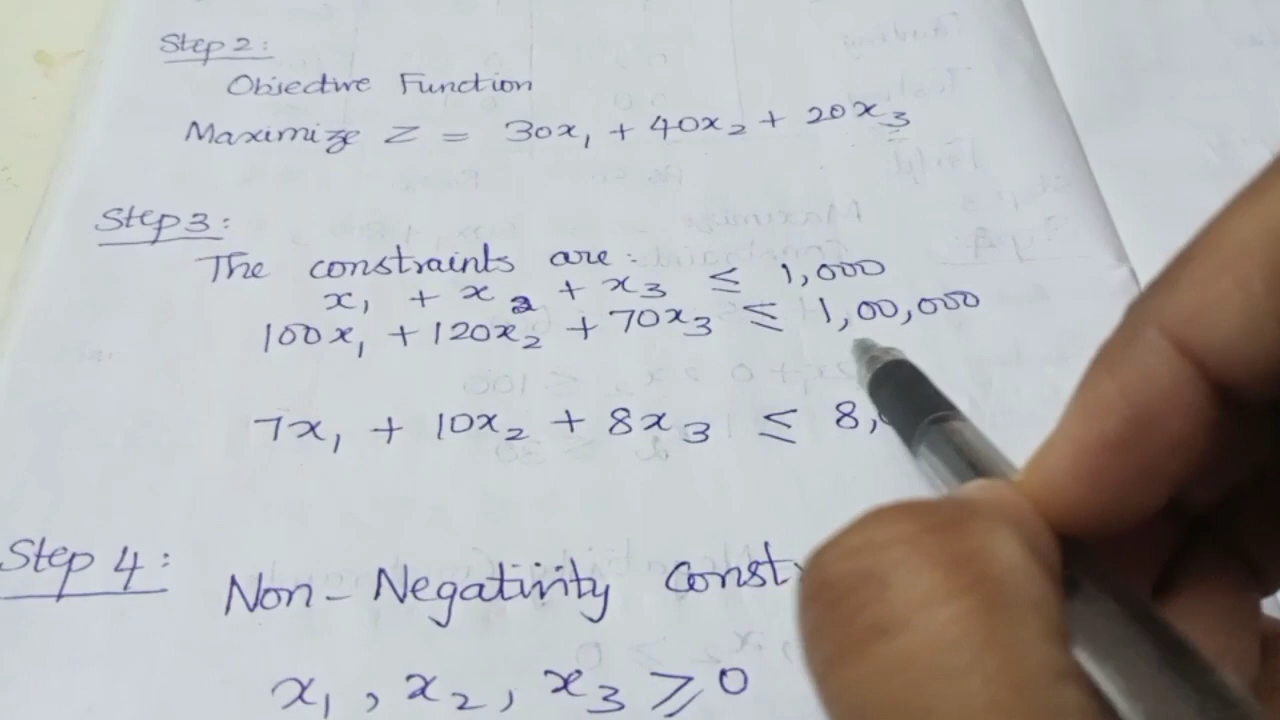 Step 2:
Objective Function
Maximize Z = 30x₁ + 40x₂ + 20x₃
Step 3:
The constraints are:
x₁ + x₂ + x₃ ≤ 1,000
100x₁ + 120x₂ + 70x₃ ≤ 1,00,000
7x₁ + 10x₂ + 8x₃ ≤ 8,
Step 4:
Non-Negativity
x₁, x₂, x₃ ≥ 0